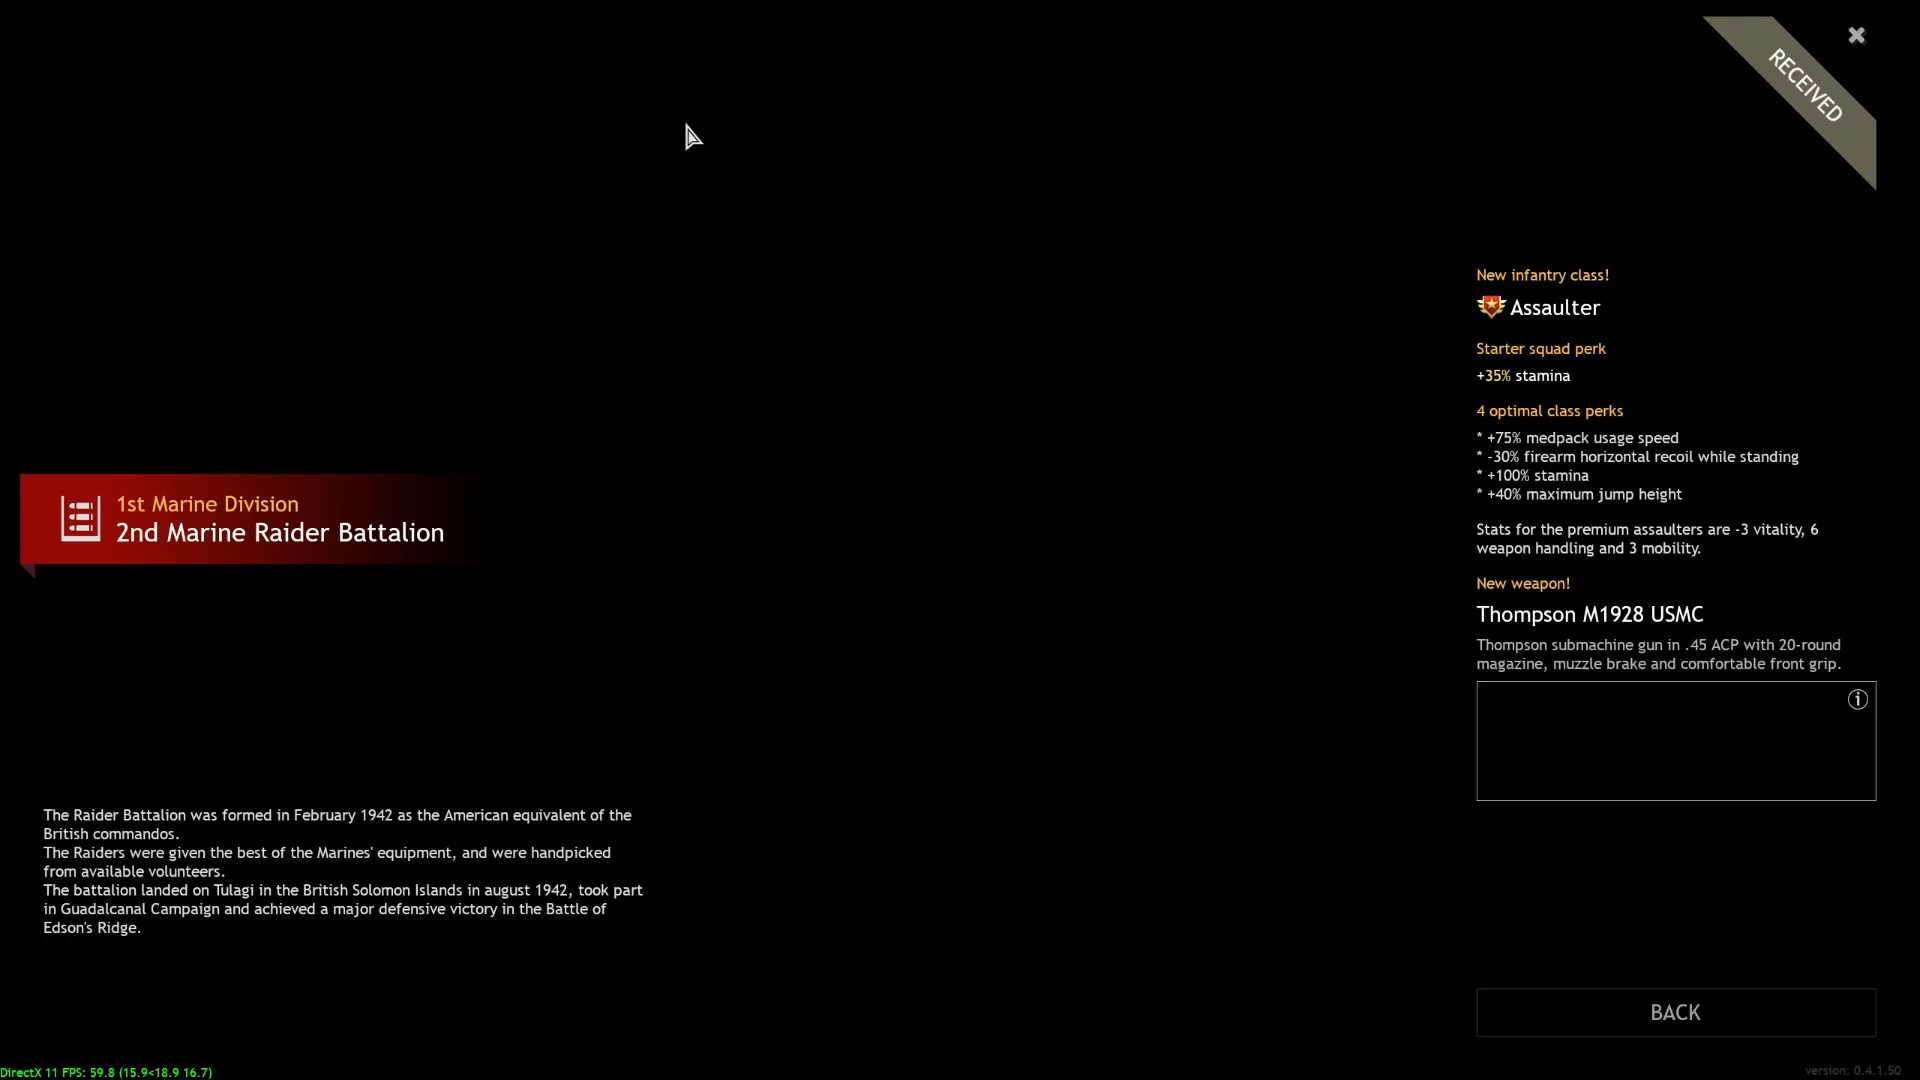 RECEIVED
New infantry class!
Assaulter
Starter squad perk
+35% stamina
4 optimal class perks
* +75% medpack usage speed
* -30% firearm horizontal recoil while standing
* +100% stamina
* +40% maximum jump height
Stats for the premium assaulters are -3 vitality, 6
weapon handling and 3 mobility.
New weapon!
Thompson M1928 USMC
Thompson submachine gun in .45 ACP with 20-round
magazine, muzzle brake and comfortable front grip.
1st Marine Division
2nd Marine Raider Battalion
The Raider Battalion was formed in February 1942 as the American equivalent of the
British commandos.
The Raiders were given the best of the Marines' equipment, and were handpicked
from available volunteers.
The battalion landed on Tulagi in the British Solomon Islands in august 1942, took part
in Guadalcanal Campaign and achieved a major defensive victory in the Battle of
Edson's Ridge.
BACK
DirectX 11 FPS: 59.8 (15.9<18.9 16.7)
version: 0.4.1.50